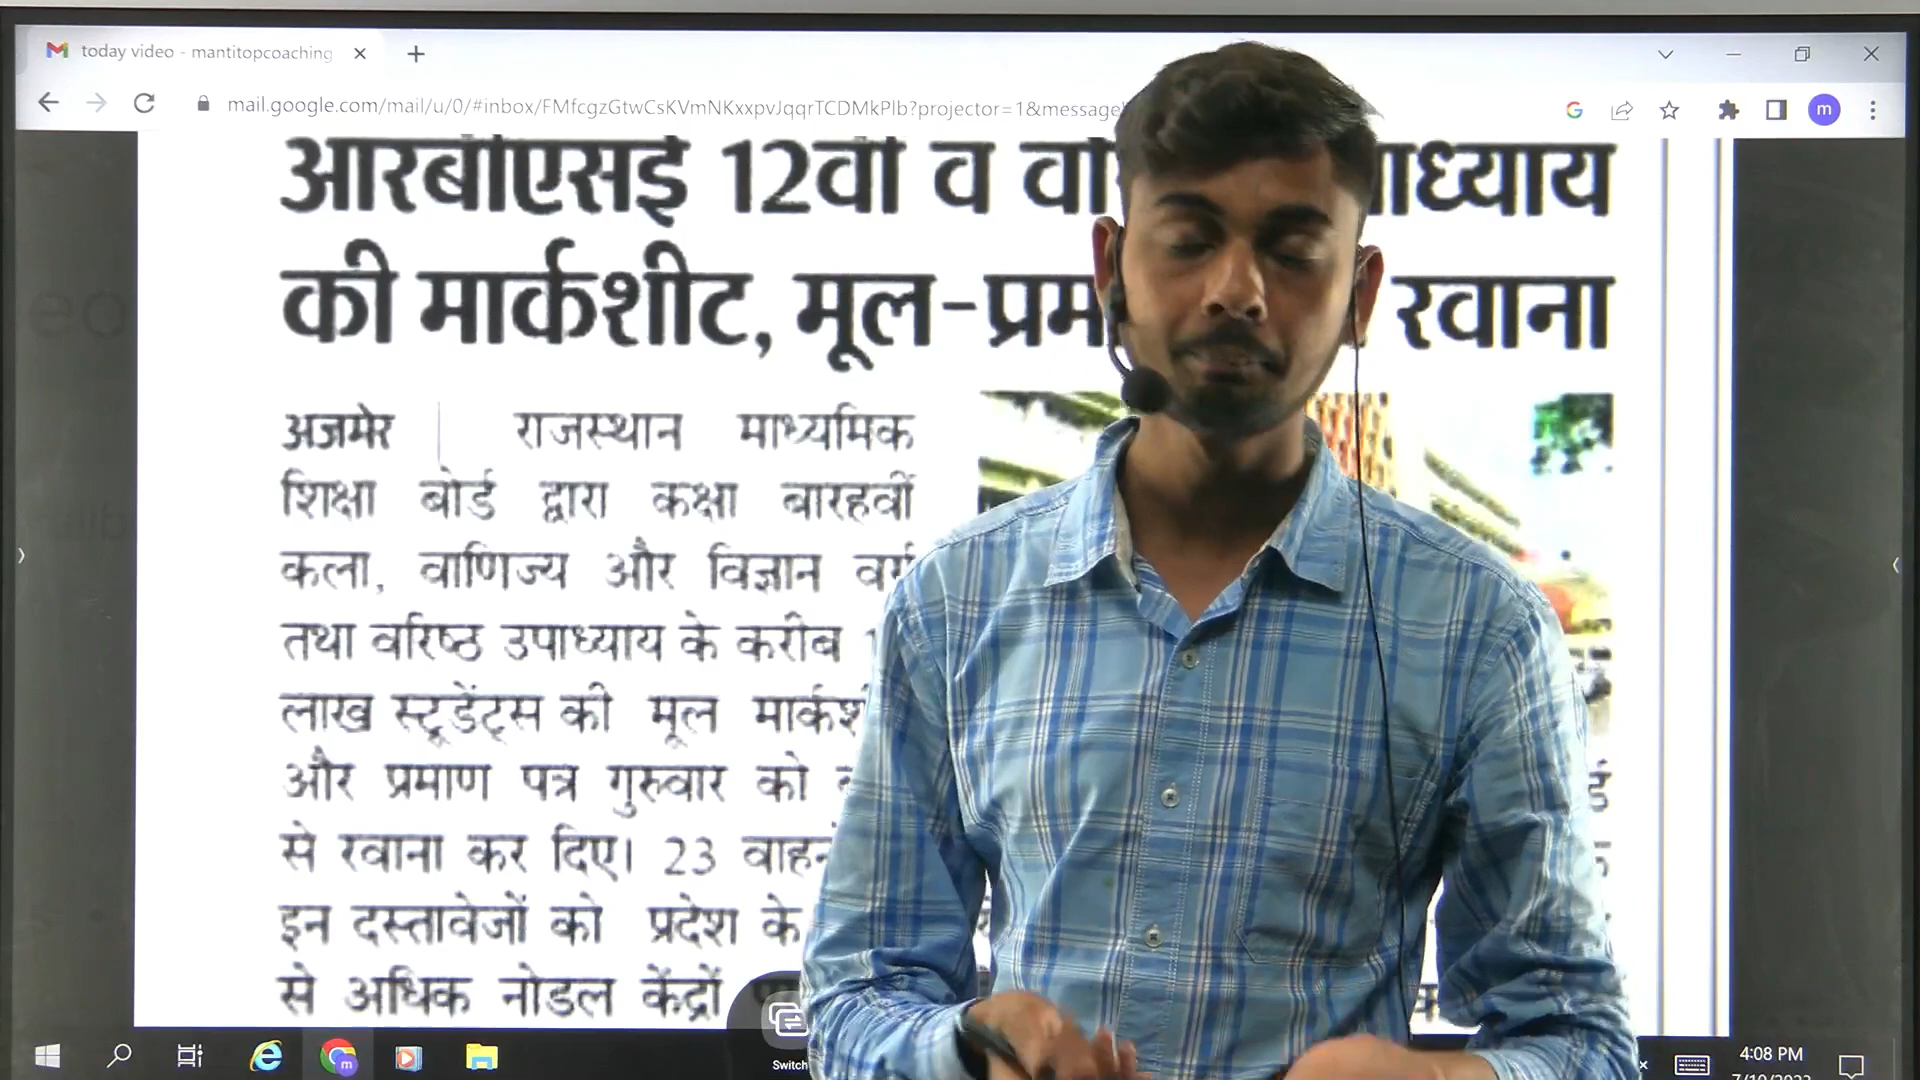 today video - mantitopcoaching
mail.google.com/mail/u/0/#inbox/FMfcgzGtwCsKVmNKxxpvJqqrTCDMkPlb?projector=1&message
m
आरबीएसई 12वीं व
की मार्कशीट, मूल-प्रम रवाना
अजमेर | राजस्थान माध्यमिक
शिक्षा बोर्ड द्वारा कक्षा बारहवीं
कला, वाणिज्य और विज्ञान वर्ग
तथा वरिष्ठ उपाध्याय के करीब
लाख स्टूडेंट्स की मूल
और प्रमाण पत्र गुरुवार को
से रवाना कर दिए। 23
इन दस्तावेजों को प्रदेश के
से अधिक नोडल केंद्रों
Switch
4:08 PM